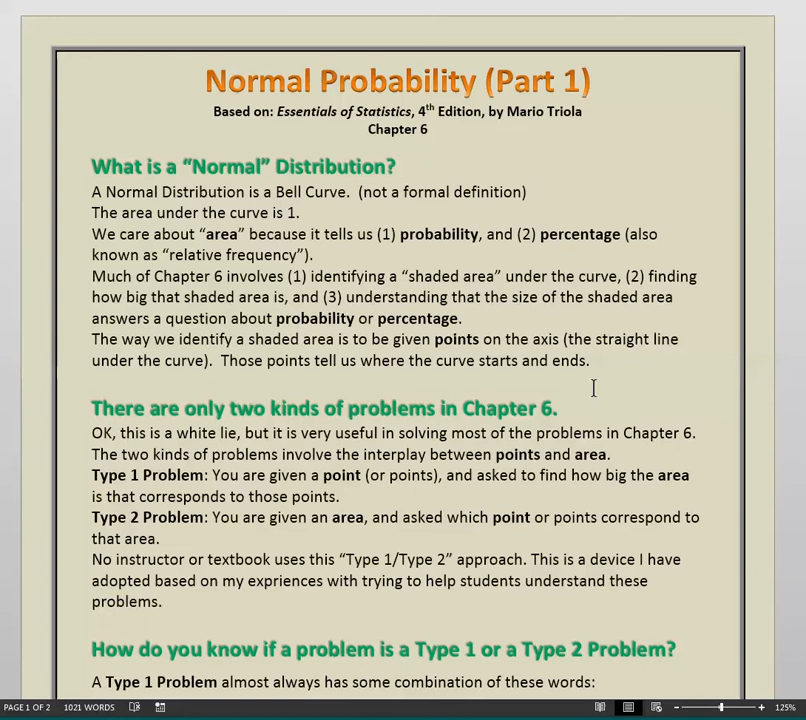 Normal Probability (Part 1)
Based on: Essentials of Statistics, 4th Edition, by Mario Triola
Chapter 6
What is a “Normal” Distribution?
A Normal Distribution is a Bell Curve.  (not a formal definition)
The area under the curve is 1.
We care about “area” because it tells us (1) probability, and (2) percentage (also
known as “relative frequency”).
Much of Chapter 6 involves (1) identifying a “shaded area” under the curve, (2) finding
how big that shaded area is, and (3) understanding that the size of the shaded area
answers a question about probability or percentage.
The way we identify a shaded area is to be given points on the axis (the straight line
under the curve).  Those points tell us where the curve starts and ends.
There are only two kinds of problems in Chapter 6.
OK, this is a white lie, but it is very useful in solving most of the problems in Chapter 6.
The two kinds of problems involve the interplay between points and area.
Type 1 Problem: You are given a point (or points), and asked to find how big the area
is that corresponds to those points.
Type 2 Problem: You are given an area, and asked which point or points correspond to
that area.
No instructor or textbook uses this “Type 1/Type 2” approach. This is a device I have
adopted based on my expriences with trying to help students understand these
problems.
How do you know if a problem is a Type 1 or a Type 2 Problem?
A Type 1 Problem almost always has some combination of these words:
PAGE 1 OF 2 1021 WORDS 125%